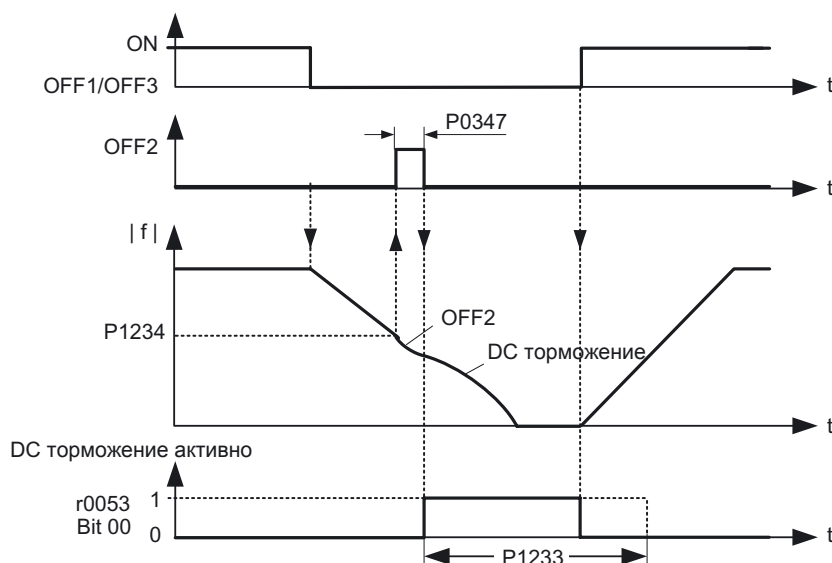 ON
OFF1/OFF3
t
P0347
OFF2
t
| f |
P1234
OFF2
DC торможение
t
DC торможение активно
r0053
Bit 00
1
0
t
P1233